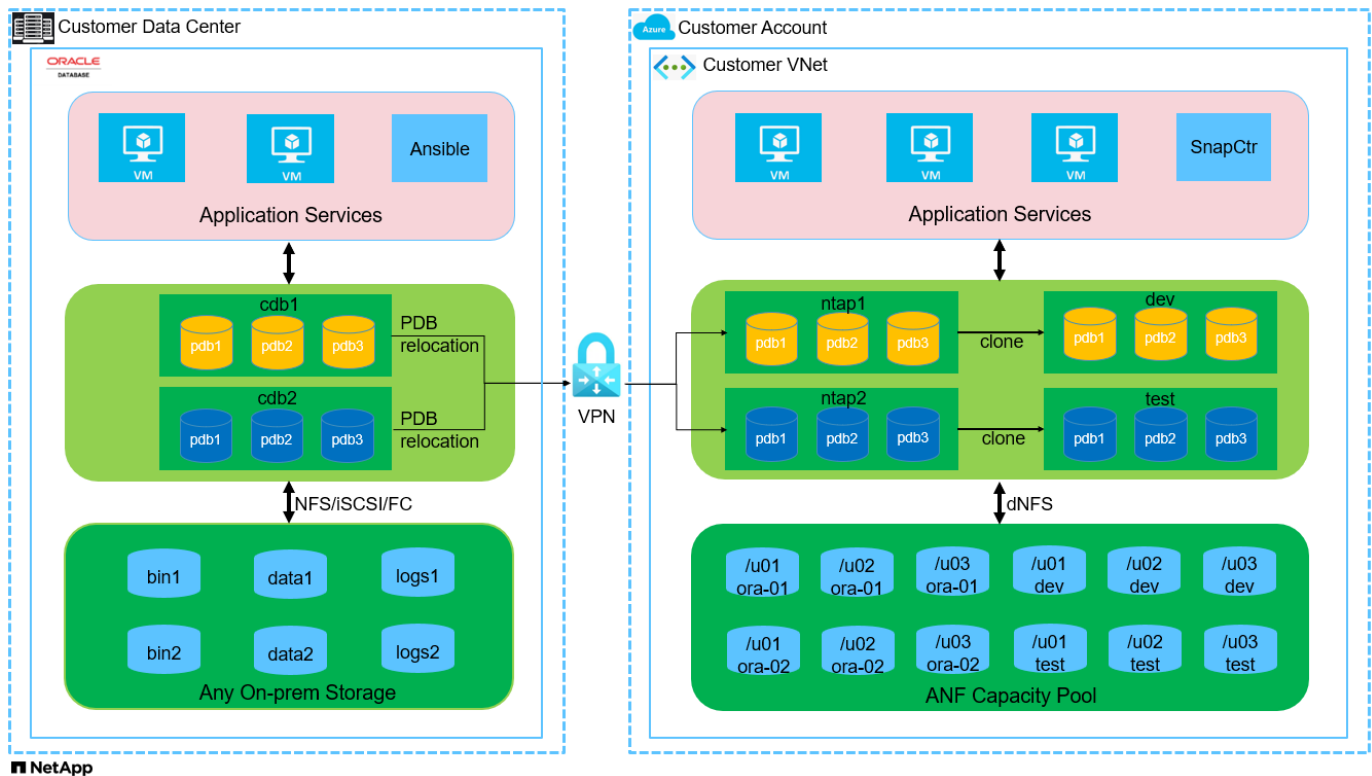 Customer Data Center
ORACLE
DATABASE
VM
VM
Ansible
Application Services
cdb1
pdb1
pdb2
pdb3
PDB
relocation
cdb2
pdb1
pdb2
pdb3
PDB
relocation
NFS/iSCSI/FC
bin1
data1
logs1
bin2
data2
logs2
Any On-prem Storage
VPN
Azure
Customer Account
Customer VNet
VM
VM
VM
SnapCtr
Application Services
ntap1
pdb1
pdb2
pdb3
clone
dev
pdb1
pdb2
pdb3
ntap2
pdb1
pdb2
pdb3
clone
test
pdb1
pdb2
pdb3
dNFS
/u01
ora-01
/u02
ora-01
/u03
ora-01
/u01
dev
/u02
dev
/u03
dev
/u01
ora-02
/u02
ora-02
/u03
ora-02
/u01
test
/u02
test
/u03
test
ANF Capacity Pool
NetApp